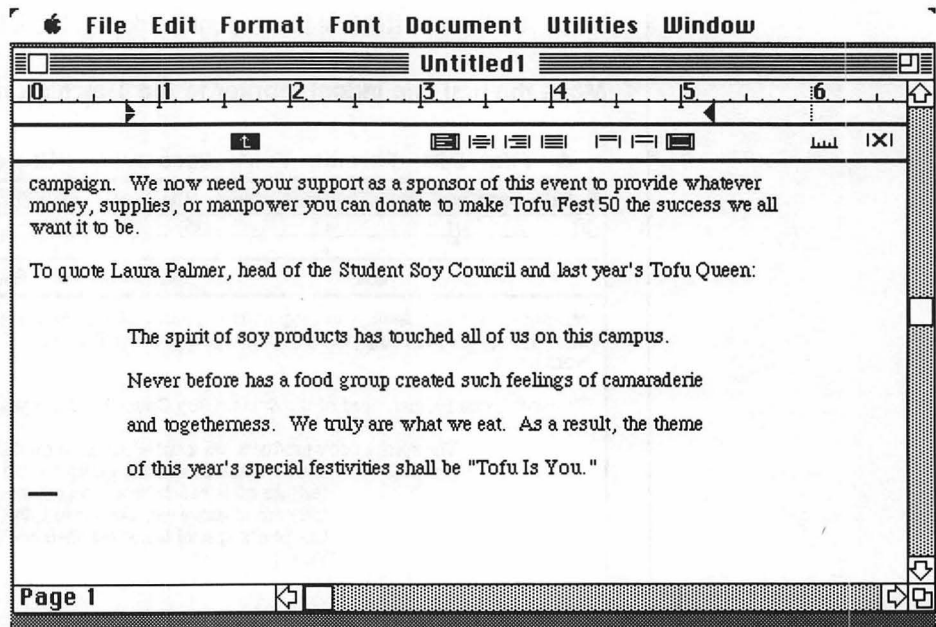 File Edit Format Font Document Utilities Window
Untitled1
0 1 2 3 4 5 6
campaign. We now need your support as a sponsor of this event to provide whatever
money, supplies, or manpower you can donate to make Tofu Fest 50 the success we all
want it to be.
To quote Laura Palmer, head of the Student Soy Council and last year's Tofu Queen:
The spirit of soy products has touched all of us on this campus.
Never before has a food group created such feelings of camaraderie
and togetherness. We truly are what we eat. As a result, the theme
of this year's special festivities shall be "Tofu Is You."
Page 1